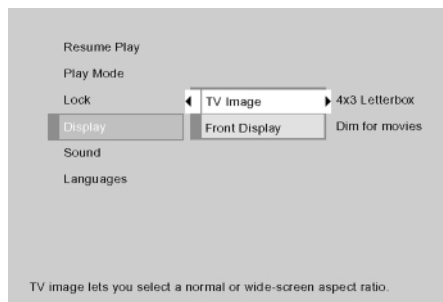 Resume Play
Play Mode
Lock
TV Image
4x3 Letterbox
Display
Front Display
Dim for movies
Sound
Languages
TV image lets you select a normal or wide-screen aspect ratio.